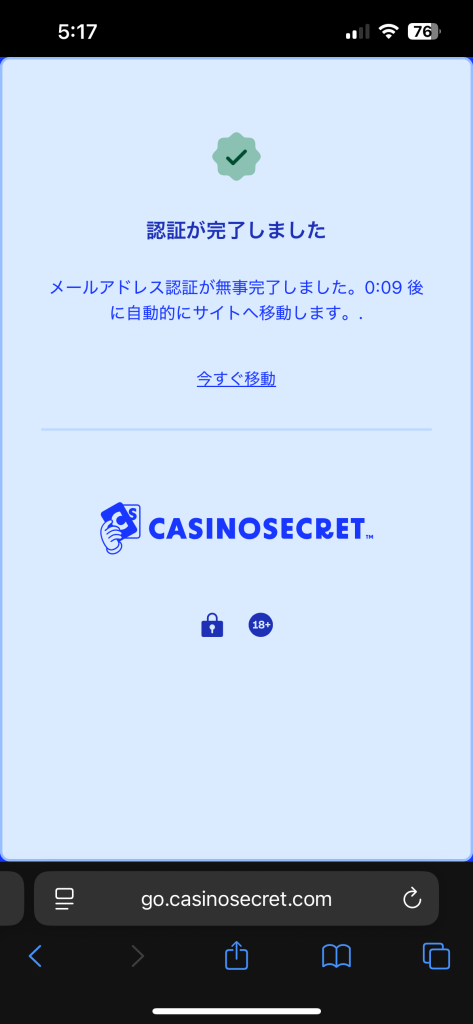 5:17
76
認証が完了しました
メールアドレス認証が無事完了しました。0:09 後
に自動的にサイトへ移動します。.
今すぐ移動
C$
CASINOSECRET™
18+
go.casinosecret.com